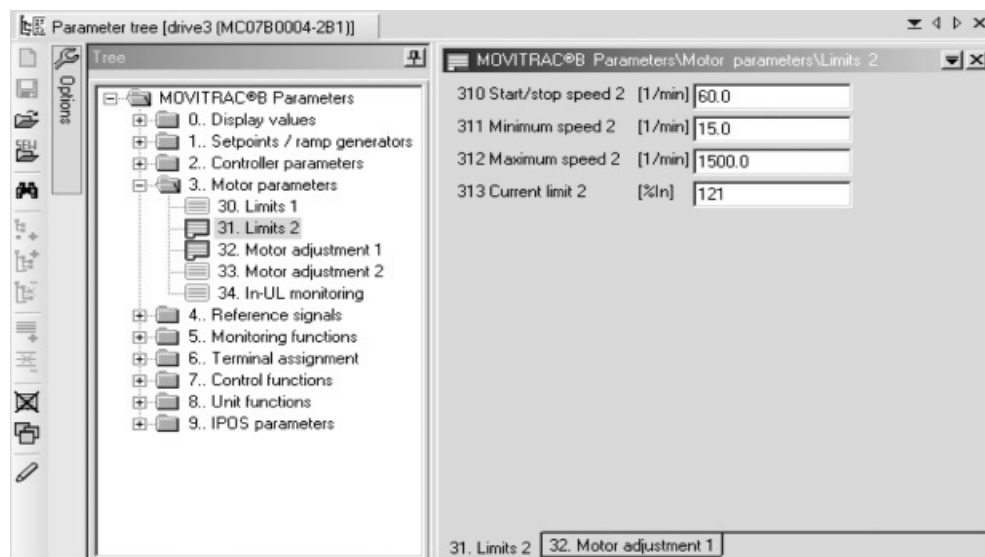 Parameter tree [drive3 (MC07B0004-2B1)]
SEW
Options
Tree
MOVITRAC®B Parameters
0.. Display values
1.. Setpoints / ramp generators
2.. Controller parameters
3.. Motor parameters
30. Limits 1
31. Limits 2
32. Motor adjustment 1
33. Motor adjustment 2
34. In-UL monitoring
4.. Reference signals
5.. Monitoring functions
6.. Terminal assignment
7.. Control functions
8.. Unit functions
9.. IPOS parameters
MOVITRAC®B Parameters\Motor parameters\Limits 2
310 Start/stop speed 2 [1/min] 60.0
311 Minimum speed 2 [1/min] 15.0
312 Maximum speed 2 [1/min] 1500.0
313 Current limit 2 [%In] 121
31. Limits 2 32. Motor adjustment 1